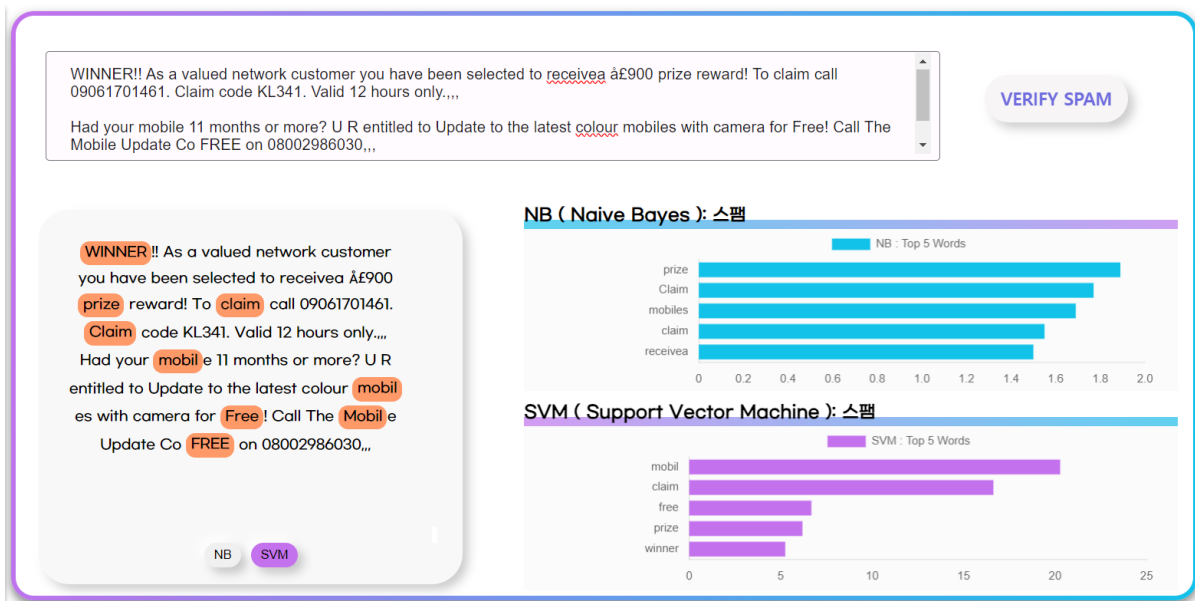 WINNER!! As a valued network customer you have been selected to receivea å£900 prize reward! To claim call
09061701461. Claim code KL341. Valid 12 hours only.,,,
Had your mobile 11 months or more? U R entitled to Update to the latest colour mobiles with camera for Free! Call The
Mobile Update Co FREE on 08002986030,,,
VERIFY SPAM
WINNER!! As a valued network customer
you have been selected to receivea Å£900
prize reward! To claim call 09061701461.
Claim code KL341. Valid 12 hours only.,,,
Had your mobile 11 months or more? U R
entitled to Update to the latest colour mobil
es with camera for Free! Call The Mobile
Update Co FREE on 08002986030,,,
NB
SVM
NB ( Naive Bayes ): 스팸
NB : Top 5 Words
prize
Claim
mobiles
claim
receivea
0 0.2 0.4 0.6 0.8 1.0 1.2 1.4 1.6 1.8 2.0
SVM ( Support Vector Machine ): 스팸
SVM : Top 5 Words
mobil
claim
free
prize
winner
0 5 10 15 20 25